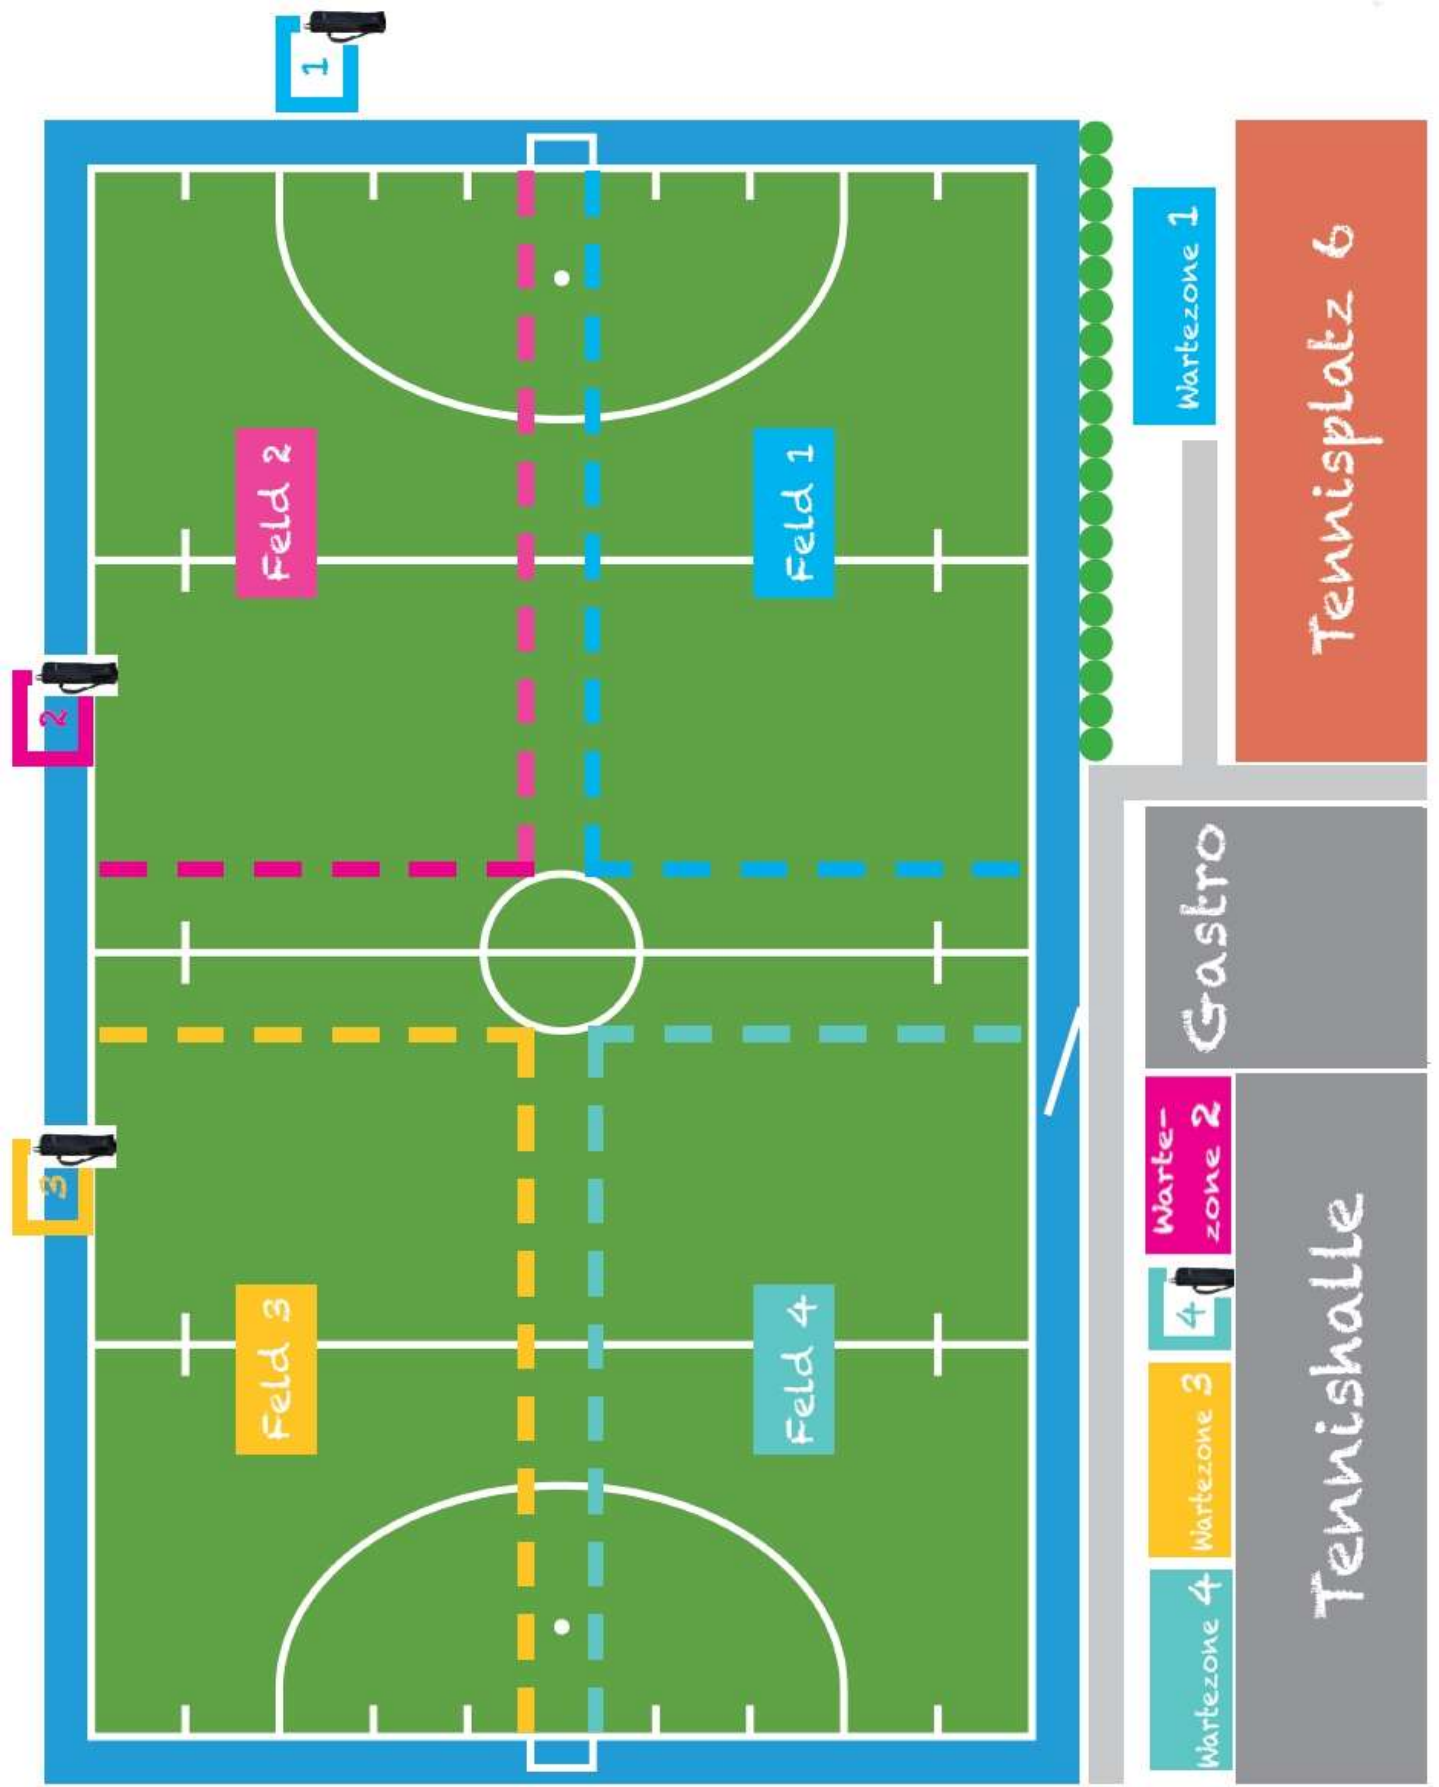 1
2
3
4
Feld 2
Feld 1
Feld 3
Feld 4
Wartezone 1
Tennisplatz 6
Gastro
Warte-
zone 2
Wartezone 3
Wartezone 4
Tennishalle